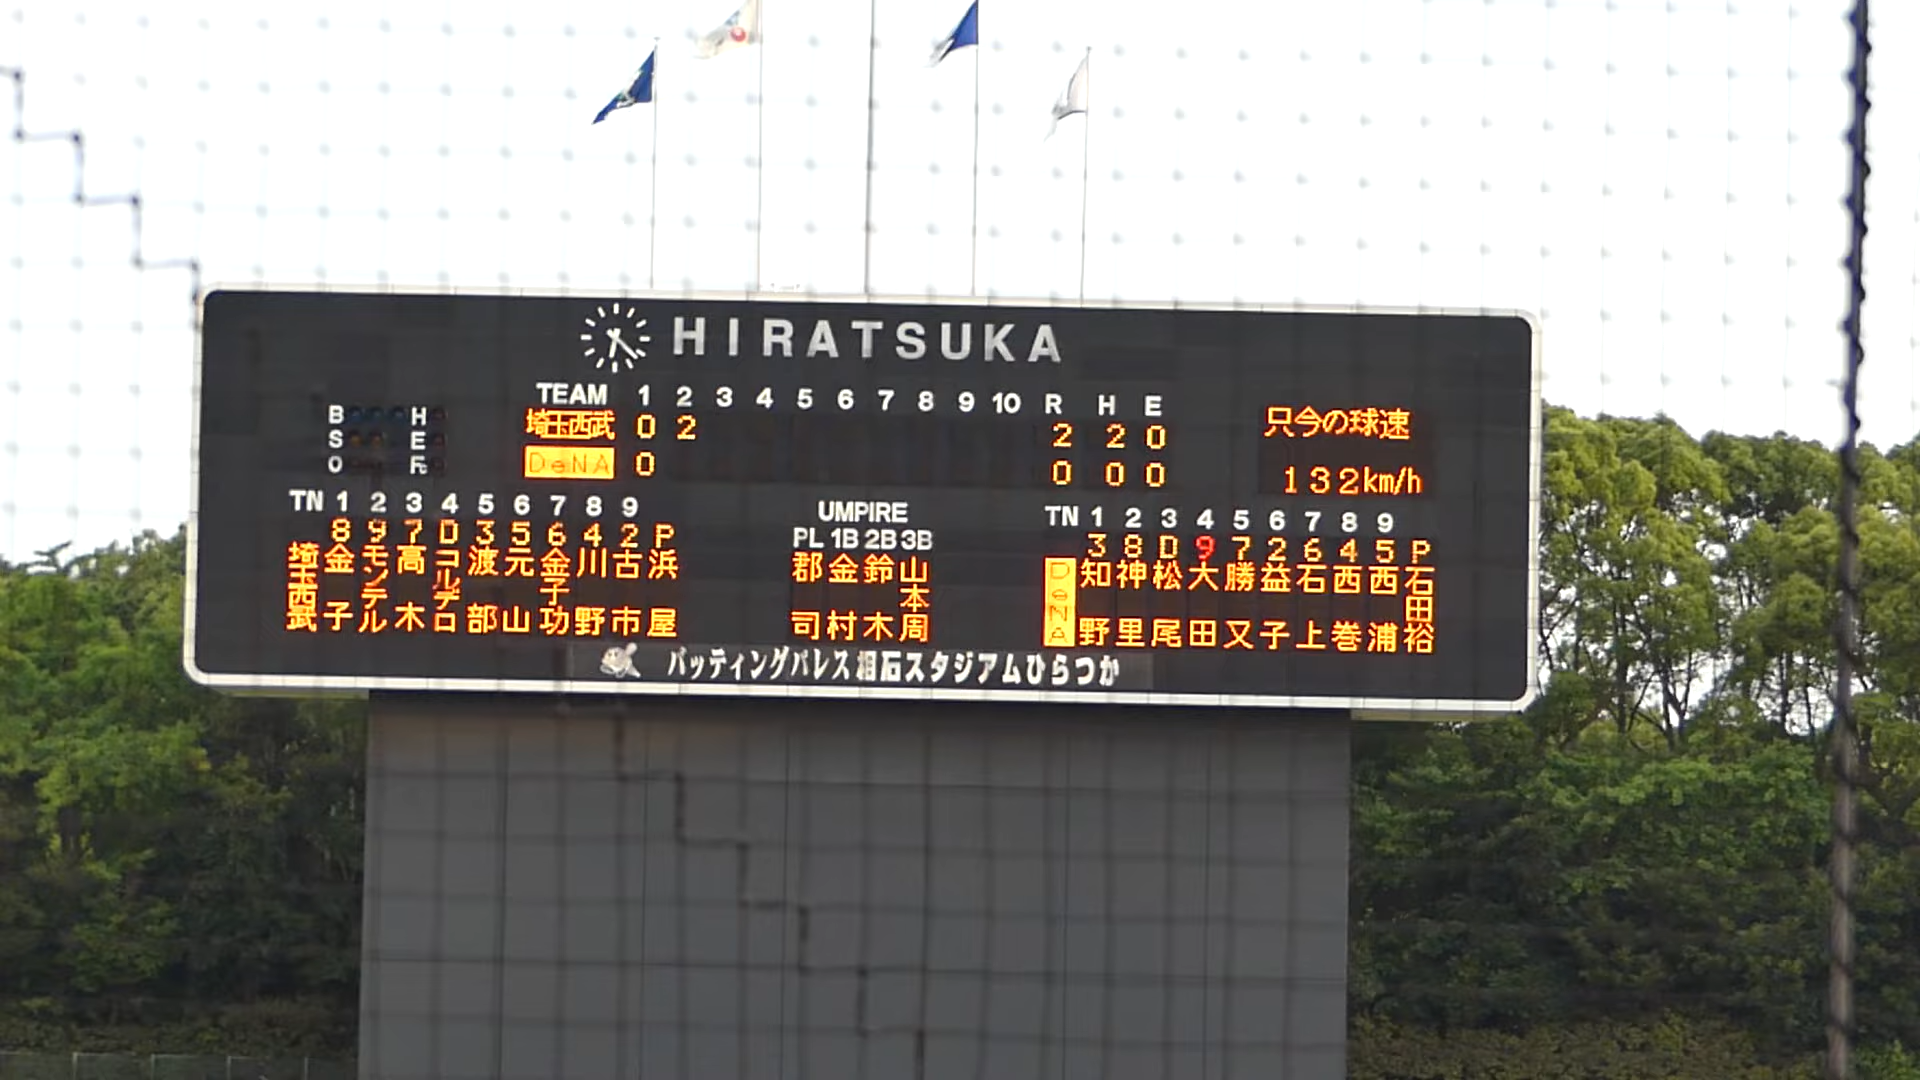 HIRATSUKA
TEAM 1 2 3 4 5 6 7 8 9 10 R H E
埼玉西武 0 2 2 2 0
DeNA 0 0 0 0
B H
S E
O Fc
只今の球速
132km/h
TN 1 2 3 4 5 6 7 8 9
8 9 7 D 3 5 6 4 2 P
埼玉西武 金子 モンテル 高木 コルデロ 渡部 元山 金子功 川野 古市 浜屋
UMPIRE
PL 1B 2B 3B
郡司 金村 鈴木 山本周
TN 1 2 3 4 5 6 7 8 9
3 8 D 9 7 2 6 4 5 P
DeNA 知野 神里 松尾 大田 勝又 益子 石上 西巻 西浦 石田裕
バッティングパレス相石スタジアムひらつか